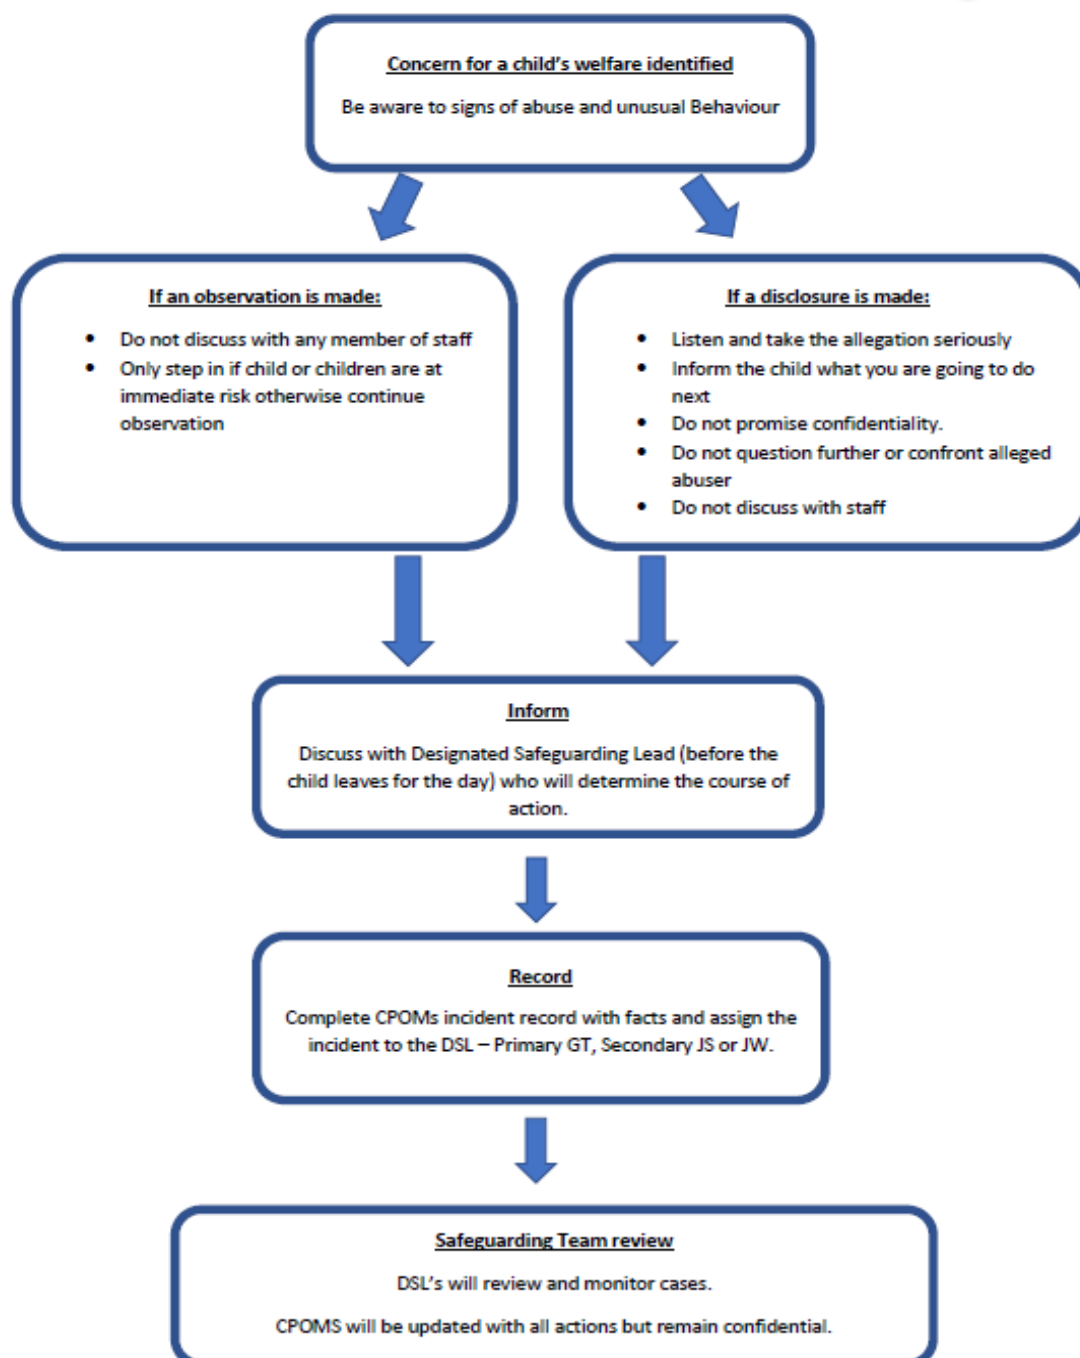 Concern for a child's welfare identified
Be aware to signs of abuse and unusual Behaviour
If an observation is made:
• Do not discuss with any member of staff
• Only step in if child or children are at
immediate risk otherwise continue
observation
If a disclosure is made:
• Listen and take the allegation seriously
• Inform the child what you are going to do
next
• Do not promise confidentiality.
• Do not question further or confront alleged
abuser
• Do not discuss with staff
Inform
Discuss with Designated Safeguarding Lead (before the
child leaves for the day) who will determine the course of
action.
Record
Complete CPOMs incident record with facts and assign the
incident to the DSL – Primary GT, Secondary JS or JW.
Safeguarding Team review
DSL's will review and monitor cases.
CPOMS will be updated with all actions but remain confidential.